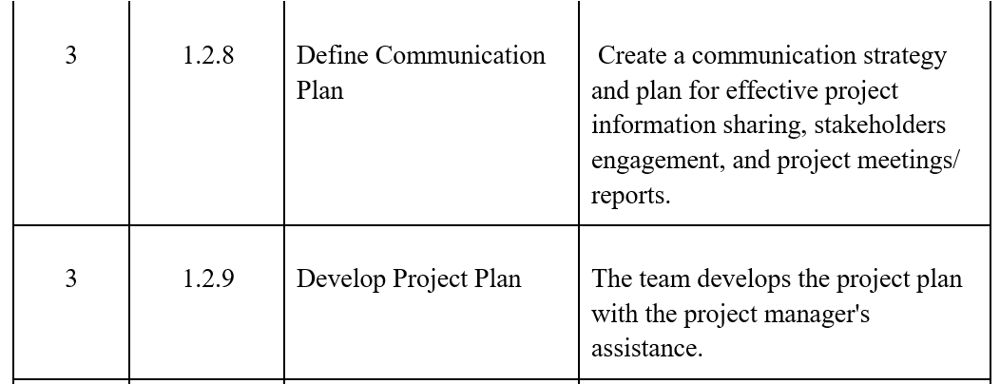 3 1.2.8 Define Communication Create a communication strategy
Plan and plan for effective project
information sharing, stakeholders
engagement, and project meetings/
reports.
3 1.2.9 Develop Project Plan The team develops the project plan
with the project manager's
assistance.